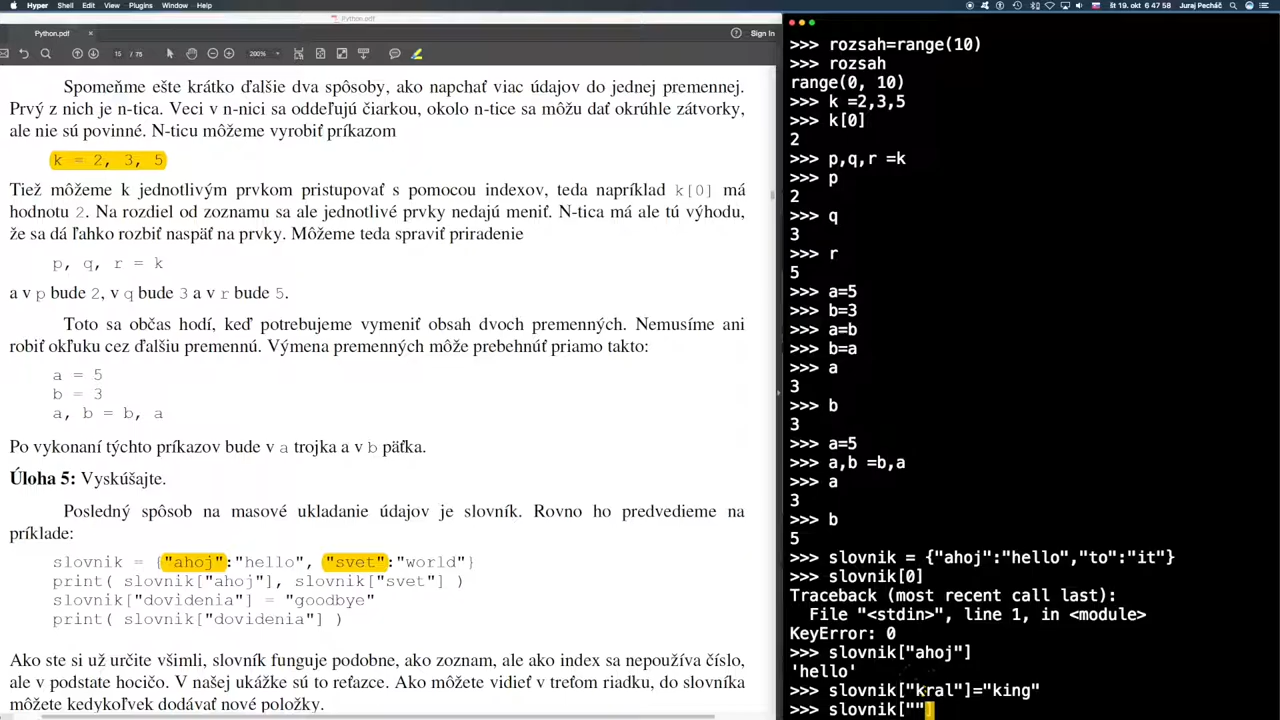 Hyper Shell Edit View Plugins Window Help
št 19. okt 6:47:58 Juraj Pecháč
Python.pdf
Python.pdf ×
Sign In
15 / 75
200%
Spomeňme ešte krátko ďalšie dva spôsoby, ako napchať viac údajov do jednej premennej.
Prvý z nich je n-tica. Veci v n-nici sa oddeľujú čiarkou, okolo n-tice sa môžu dať okrúhle zátvorky,
ale nie sú povinné. N-ticu môžeme vyrobiť príkazom
k = 2, 3, 5
Tiež môžeme k jednotlivým prvkom pristupovať s pomocou indexov, teda napríklad k[0] má
hodnotu 2. Na rozdiel od zoznamu sa ale jednotlivé prvky nedajú meniť. N-tica má ale tú výhodu,
že sa dá ľahko rozbiť naspäť na prvky. Môžeme teda spraviť priradenie
p, q, r = k
a v p bude 2, v q bude 3 a v r bude 5.
Toto sa občas hodí, keď potrebujeme vymeniť obsah dvoch premenných. Nemusíme ani
robiť okľuku cez ďalšiu premennú. Výmena premenných môže prebehnúť priamo takto:
a = 5
b = 3
a, b = b, a
Po vykonaní týchto príkazov bude v a trojka a v b päťka.
Úloha 5: Vyskúšajte.
Posledný spôsob na masové ukladanie údajov je slovník. Rovno ho predvedieme na
príklade:
slovnik = {"ahoj":"hello", "svet":"world"}
print( slovnik["ahoj"], slovnik["svet"] )
slovnik["dovidenia"] = "goodbye"
print( slovnik["dovidenia"] )
Ako ste si už určite všimli, slovník funguje podobne, ako zoznam, ale ako index sa nepoužíva číslo,
ale v podstate hocičo. V našej ukážke sú to reťazce. Ako môžete vidieť v treťom riadku, do slovníka
môžete kedykoľvek dodávať nové položky.
>>> rozsah=range(10)
>>> rozsah
range(0, 10)
>>> k =2,3,5
>>> k[0]
2
>>> p,q,r =k
>>> p
2
>>> q
3
>>> r
5
>>> a=5
>>> b=3
>>> a=b
>>> b=a
>>> a
3
>>> b
3
>>> a=5
>>> a,b =b,a
>>> a
3
>>> b
5
>>> slovnik = {"ahoj":"hello","to":"it"}
>>> slovnik[0]
Traceback (most recent call last):
  File "<stdin>", line 1, in <module>
KeyError: 0
>>> slovnik["ahoj"]
'hello'
>>> slovnik["kral"]="king"
>>> slovnik[""]